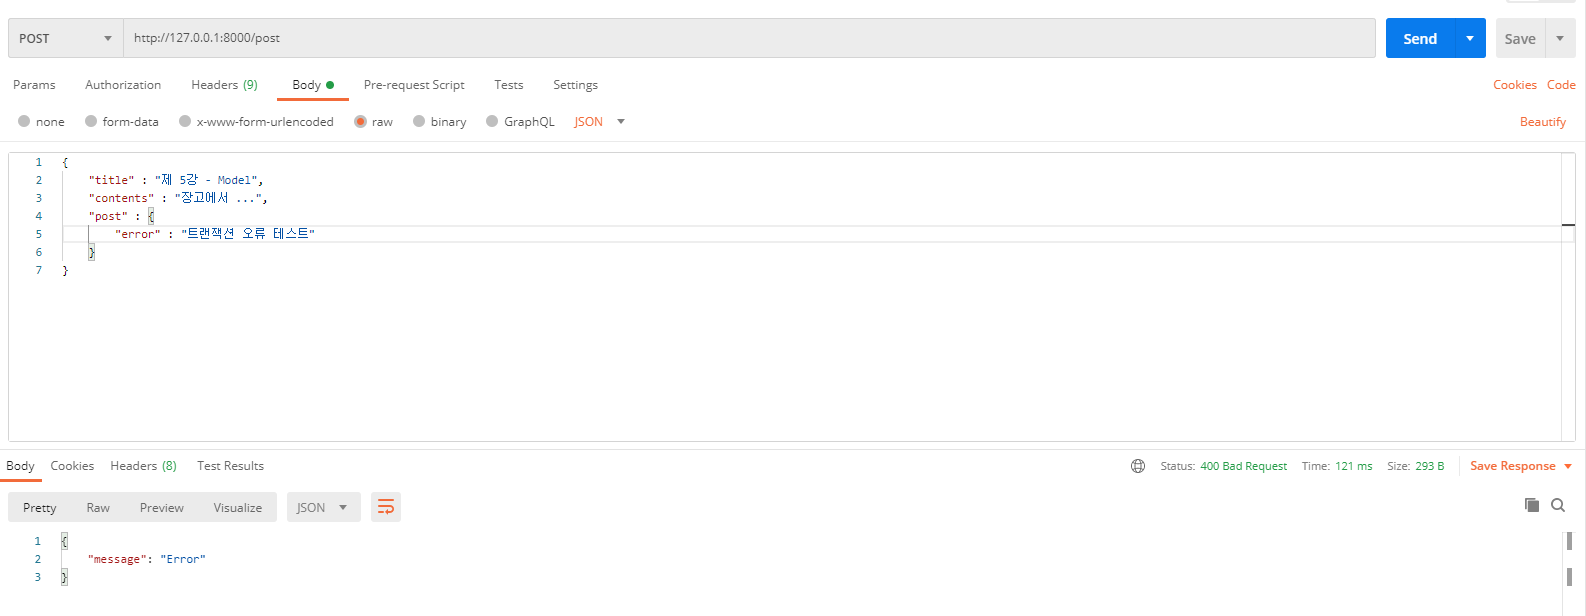 POST http://127.0.0.1:8000/post Send Save
Params Authorization Headers (9) Body Pre-request Script Tests Settings Cookies Code
none form-data x-www-form-urlencoded raw binary GraphQL JSON Beautify
1 {
2 "title" : "제 5강 - Model",
3 "contents" : "장고에서 ...",
4 "post" : {
5 "error" : "트랜잭션 오류 테스트"
6 }
7 }
Body Cookies Headers (8) Test Results Status: 400 Bad Request Time: 121 ms Size: 293 B Save Response
Pretty Raw Preview Visualize JSON
1 {
2 "message": "Error"
3 }